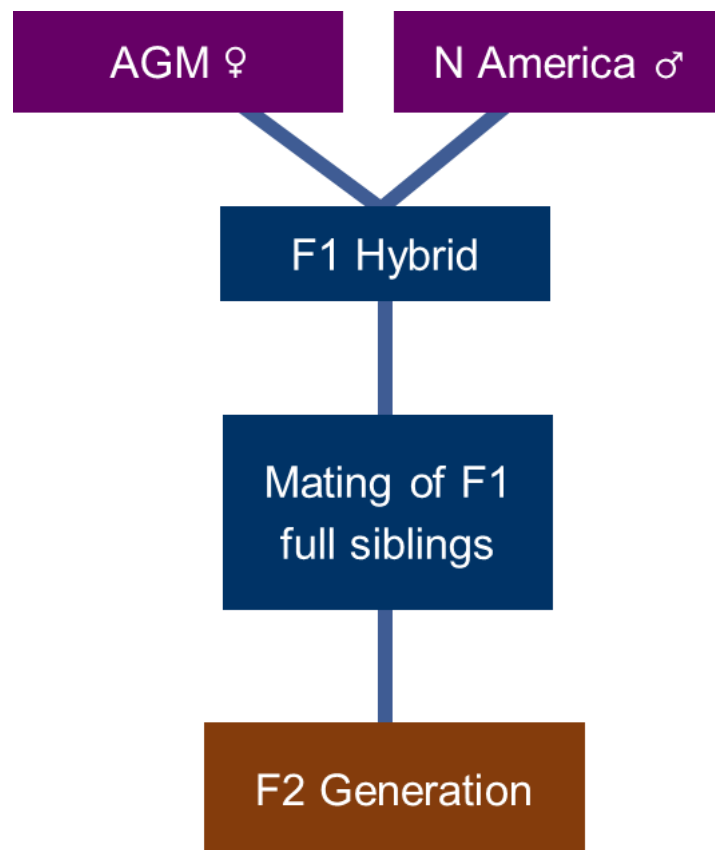 AGM ♀
N America ♂
F1 Hybrid
Mating of F1
full siblings
F2 Generation